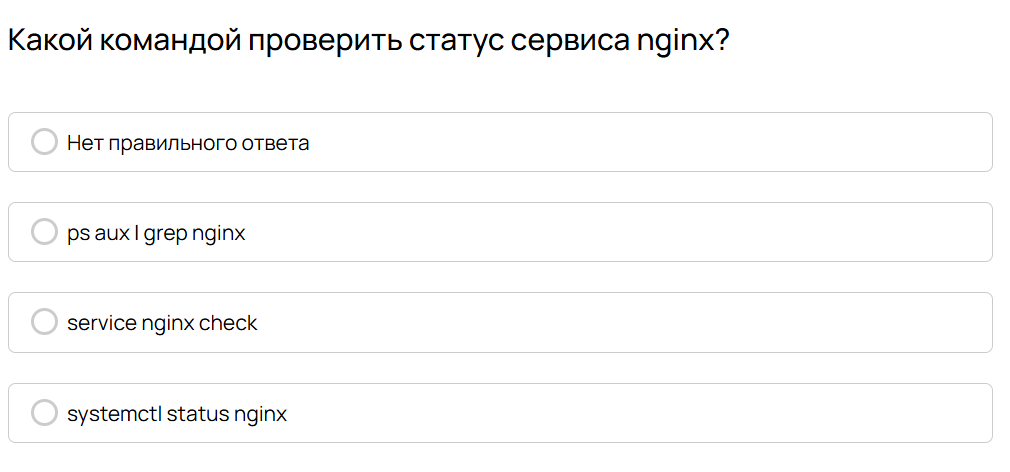 Какой командой проверить статус сервиса nginx?
Нет правильного ответа
ps aux | grep nginx
service nginx check
systemctl status nginx